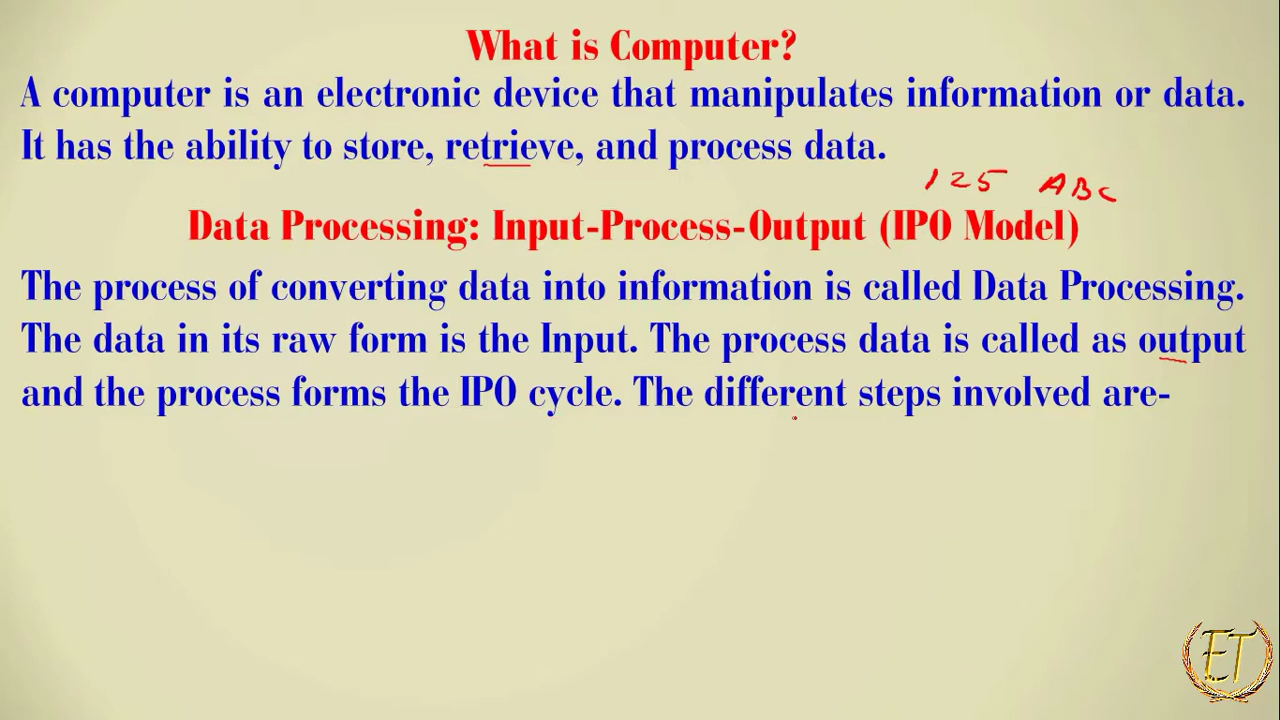 What is Computer?
A computer is an electronic device that manipulates information or data.
It has the ability to store, retrieve, and process data.
125 ABC
Data Processing: Input-Process-Output (IPO Model)
The process of converting data into information is called Data Processing.
The data in its raw form is the Input. The process data is called as output
and the process forms the IPO cycle. The different steps involved are-
ET